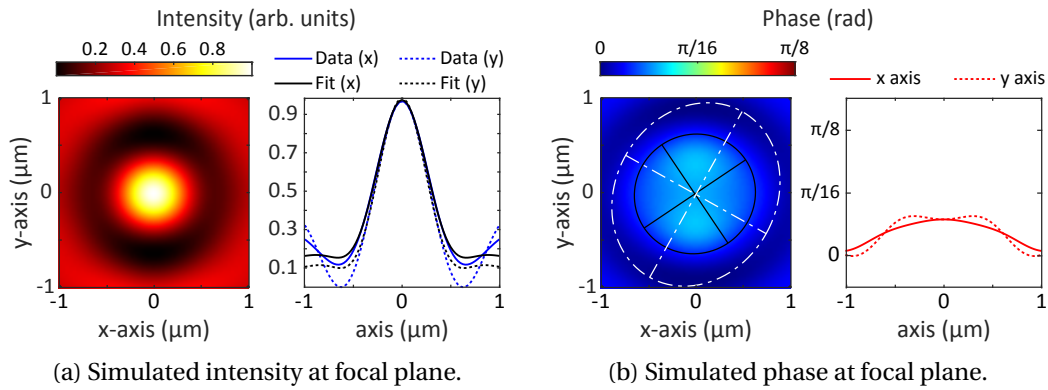 Intensity (arb. units)
0.2 0.4 0.6 0.8
Data (x) Data (y)
Fit (x) Fit (y)
1
0
-1
y-axis (µm)
-1 0 1
x-axis (µm)
0.9
0.7
0.5
0.3
0.1
-1 0 1
axis (µm)
(a) Simulated intensity at focal plane.
Phase (rad)
0 π/16 π/8
x axis y axis
1
0
-1
y-axis (µm)
-1 0 1
x-axis (µm)
π/8
π/16
0
-1 0 1
axis (µm)
(b) Simulated phase at focal plane.